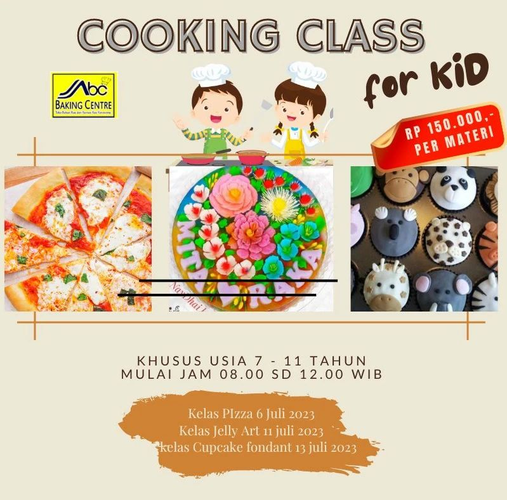 COOKING CLASS
for KiD
Abc
BAKING CENTRE
RP 150.000,-
PER MATERI
KHUSUS USIA 7 - 11 TAHUN
MULAI JAM 08.00 SD 12.00 WIB
Kelas PIzza 6 Juli 2023
Kelas Jelly Art 11 juli 2023
kelas Cupcake fondant 13 juli 2023